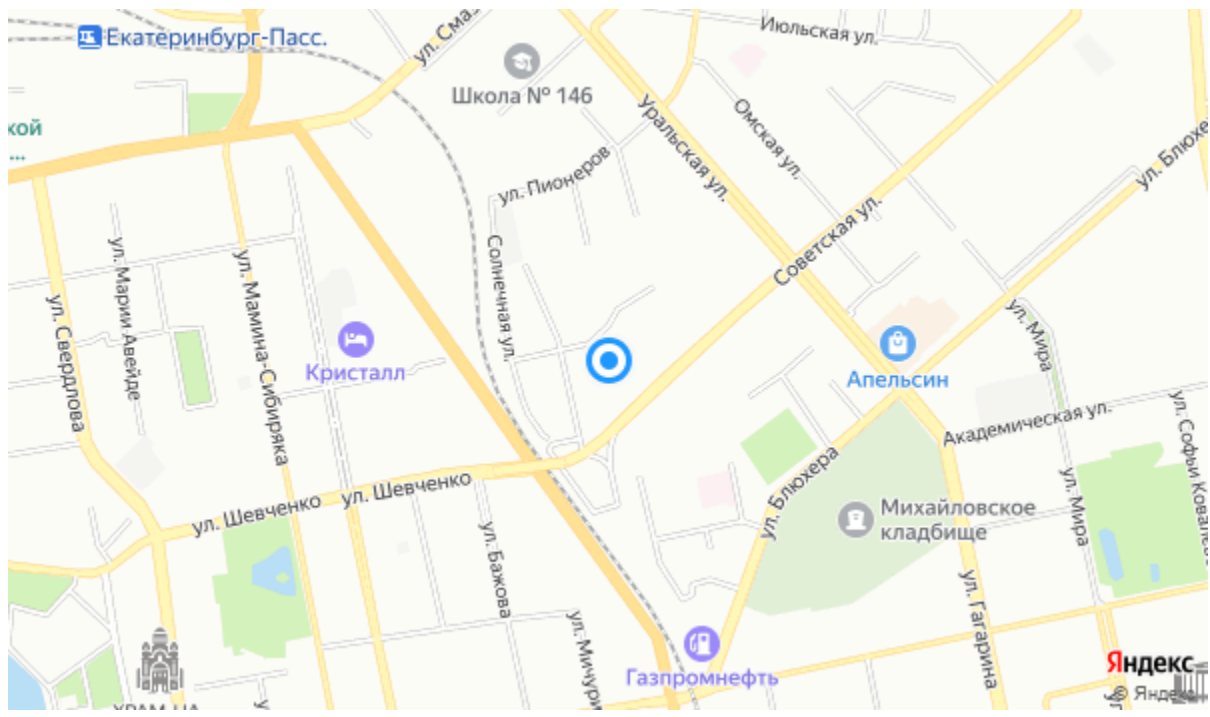 Екатеринбург-Пасс.
ул. Сма
Июльская ул.
Школа № 146
кой
...
Уральская ул.
Омская ул.
ул. Блюхе
ул. Пионеров
Советская ул.
ул. Марии Авейде
ул. Мамина-Сибиряка
Солнечная ул.
ул. Свердлова
Кристалл
Апельсин
ул. Мира
Академическая ул.
ул. Софьи Ковалев
ул. Шевченко
ул. Шевченко
ул. Блюхера
ул. Мира
Михайловское
кладбище
ул. Бажова
ул. Гагарина
ул. Мичури
Газпромнефть
Яндекс
© Яндекс
ХРАМ-НА